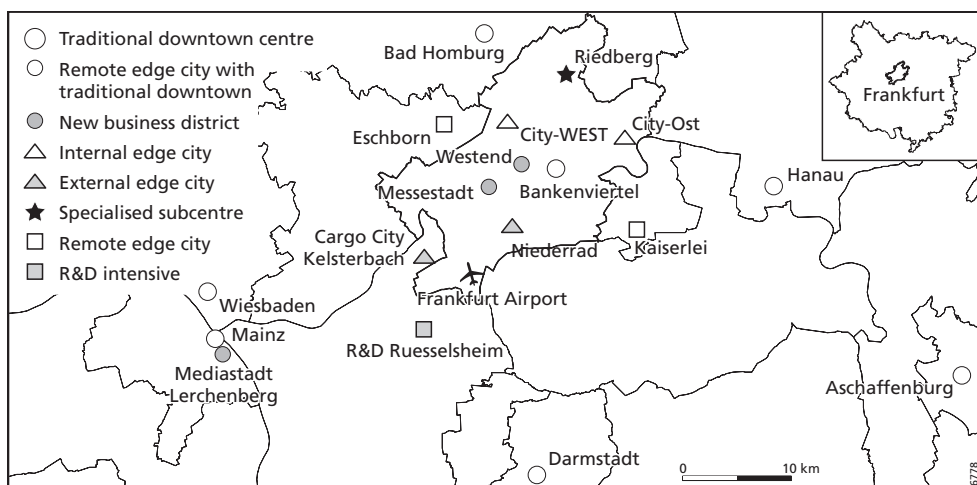 Traditional downtown centre
Remote edge city with
traditional downtown
New business district
Internal edge city
External edge city
Specialised subcentre
Remote edge city
R&D intensive
Bad Homburg
Riedberg
Frankfurt
Eschborn
City-WEST
City-Ost
Westend
Messestadt
Bankenviertel
Hanau
Cargo City
Kelsterbach
Niederrad
Kaiserlei
Frankfurt Airport
Wiesbaden
Mainz
R&D Ruesselsheim
Mediastadt
Lerchenberg
Aschaffenburg
Darmstadt
0 10 km
6778